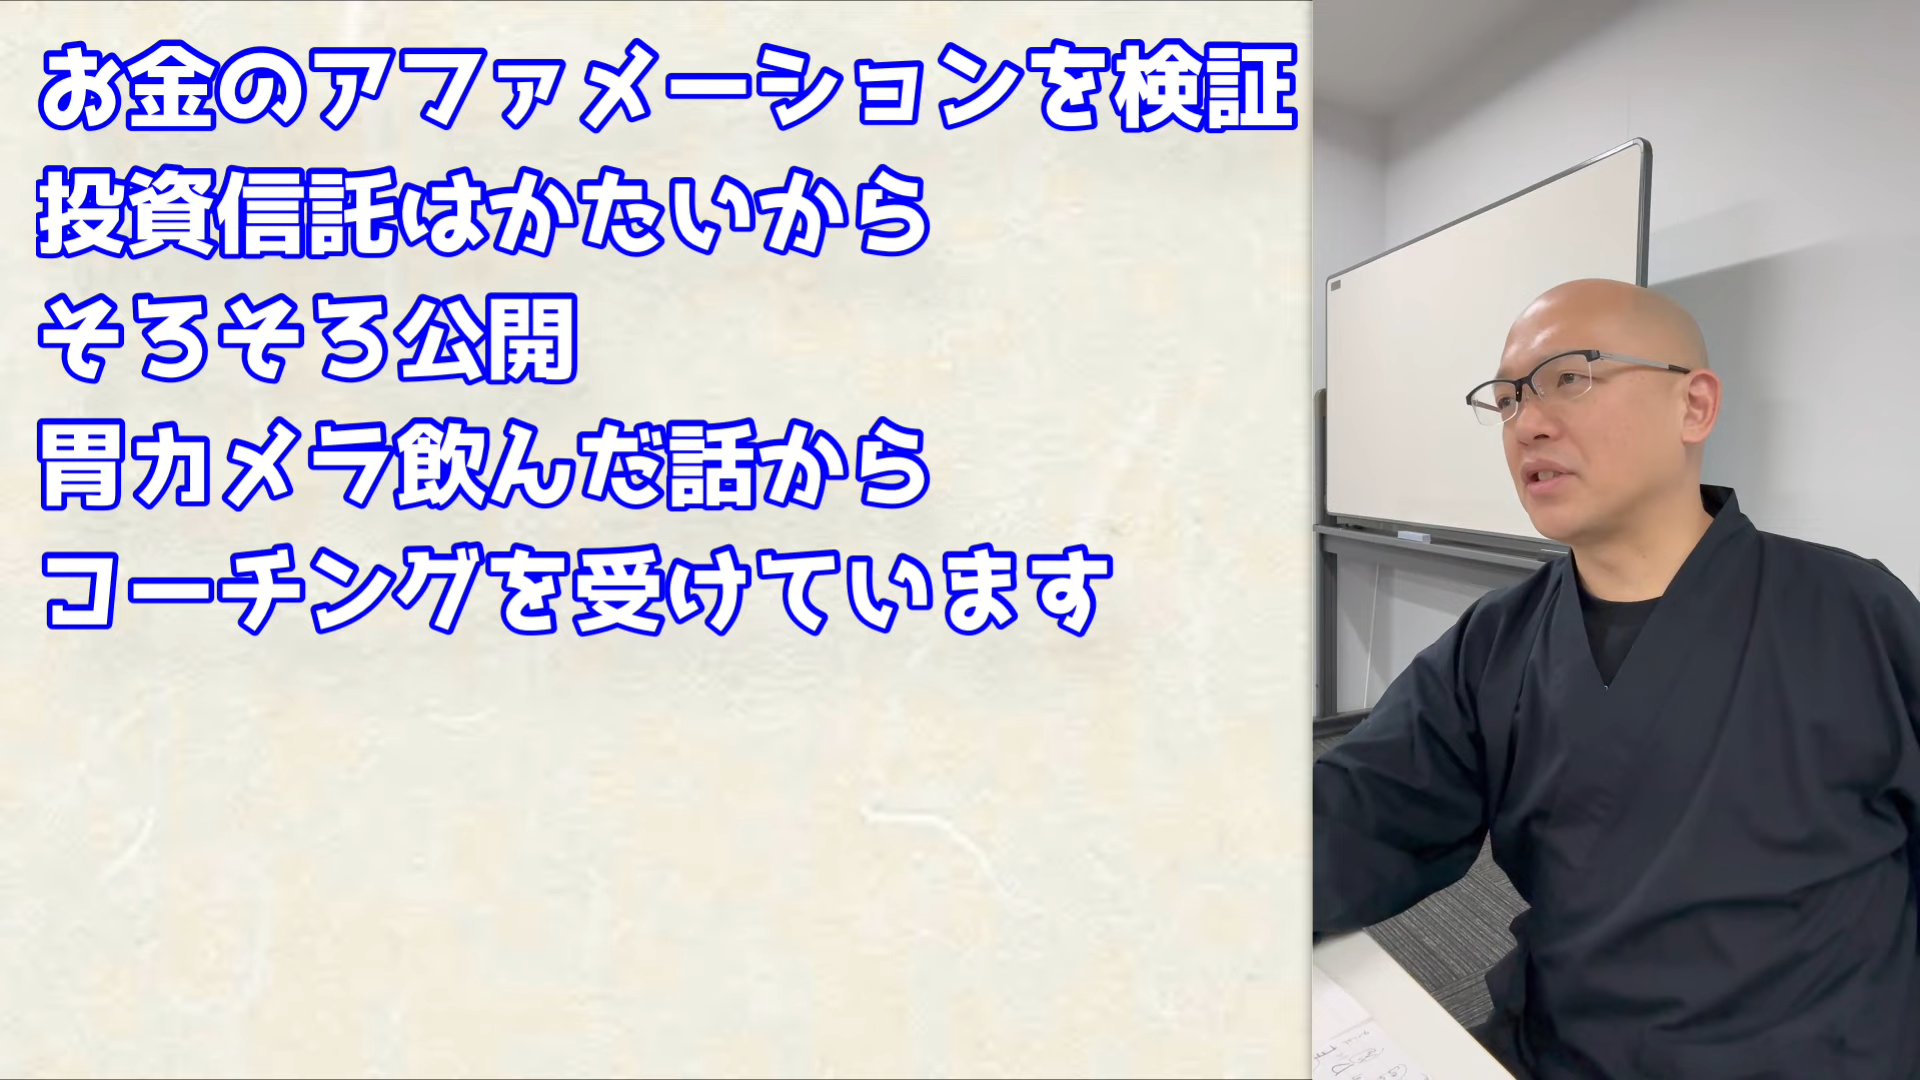 お金のアファメーションを検証
投資信託はかたいから
そろそろ公開
胃カメラ飲んだ話から
コーチングを受けています